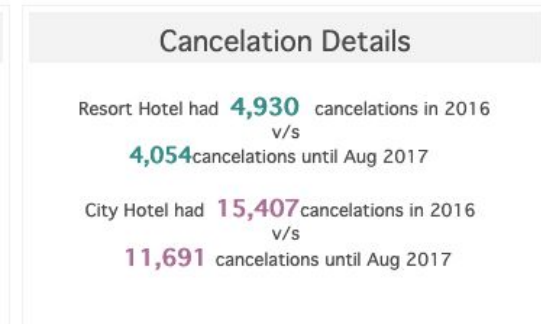 Cancelation Details
Resort Hotel had 4,930 cancelations in 2016
v/s
4,054cancelations until Aug 2017
City Hotel had 15,407cancelations in 2016
v/s
11,691 cancelations until Aug 2017